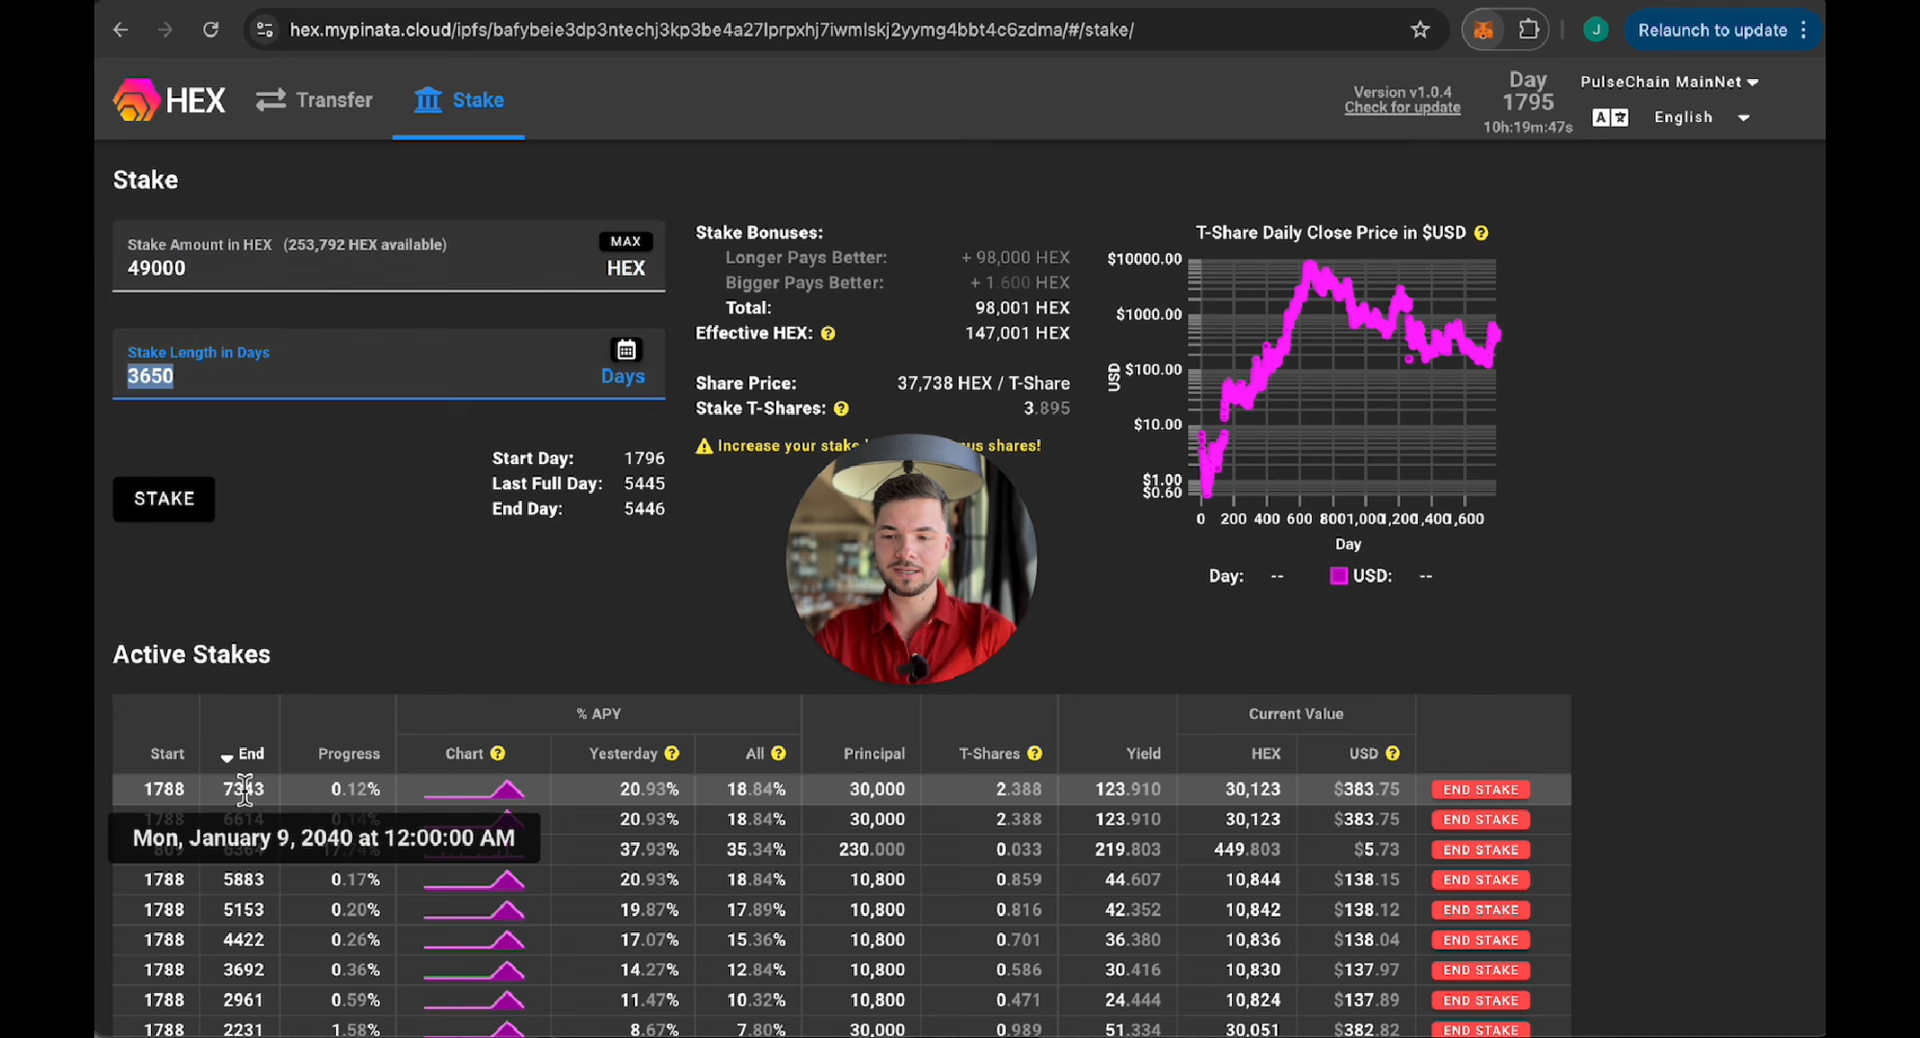 hex.mypinata.cloud/ipfs/bafybeie3dp3ntechj3kp3be4a27lprpxhj7iwmlskj2yymg4bbt4c6zdma/#/stake/
J
Relaunch to update
HEX
Transfer
Stake
Version v1.0.4
Check for update
Day
1795
10h:19m:47s
PulseChain MainNet
English
Stake
Stake Amount in HEX (253,792 HEX available)
MAX
49000
HEX
Stake Length in Days
3650
Days
STAKE
Start Day: 1796
Last Full Day: 5445
End Day: 5446
Stake Bonuses:
Longer Pays Better: + 98,000 HEX
Bigger Pays Better: + 1.600 HEX
Total: 98,001 HEX
Effective HEX: ? 147,001 HEX
Share Price: 37,738 HEX / T-Share
Stake T-Shares: ? 3.895
Increase your stake shares!
T-Share Daily Close Price in $USD ?
$10000.00
$1000.00
$100.00
$10.00
$1.00
$0.60
USD
0 200 400 600 800 1,000 1,200 1,400 1,600
Day
Day: -- USD: --
Active Stakes
% APY
Current Value
Start End Progress Chart ? Yesterday ? All ? Principal T-Shares ? Yield HEX USD ?
1788 7343 0.12% 20.93% 18.84% 30,000 2.388 123.910 30,123 $383.75 END STAKE
1788 6614 0.14% 20.93% 18.84% 30,000 2.388 123.910 30,123 $383.75 END STAKE
Mon, January 9, 2040 at 12:00:00 AM
37.93% 35.34% 230.000 0.033 219.803 449.803 $5.73 END STAKE
1788 5883 0.17% 20.93% 18.84% 10,800 0.859 44.607 10,844 $138.15 END STAKE
1788 5153 0.20% 19.87% 17.89% 10,800 0.816 42.352 10,842 $138.12 END STAKE
1788 4422 0.26% 17.07% 15.36% 10,800 0.701 36.380 10,836 $138.04 END STAKE
1788 3692 0.36% 14.27% 12.84% 10,800 0.586 30.416 10,830 $137.97 END STAKE
1788 2961 0.59% 11.47% 10.32% 10,800 0.471 24.444 10,824 $137.89 END STAKE
1788 2231 1.58% 8.67% 7.80% 30,000 0.989 51.334 30,051 $382.82 END STAKE